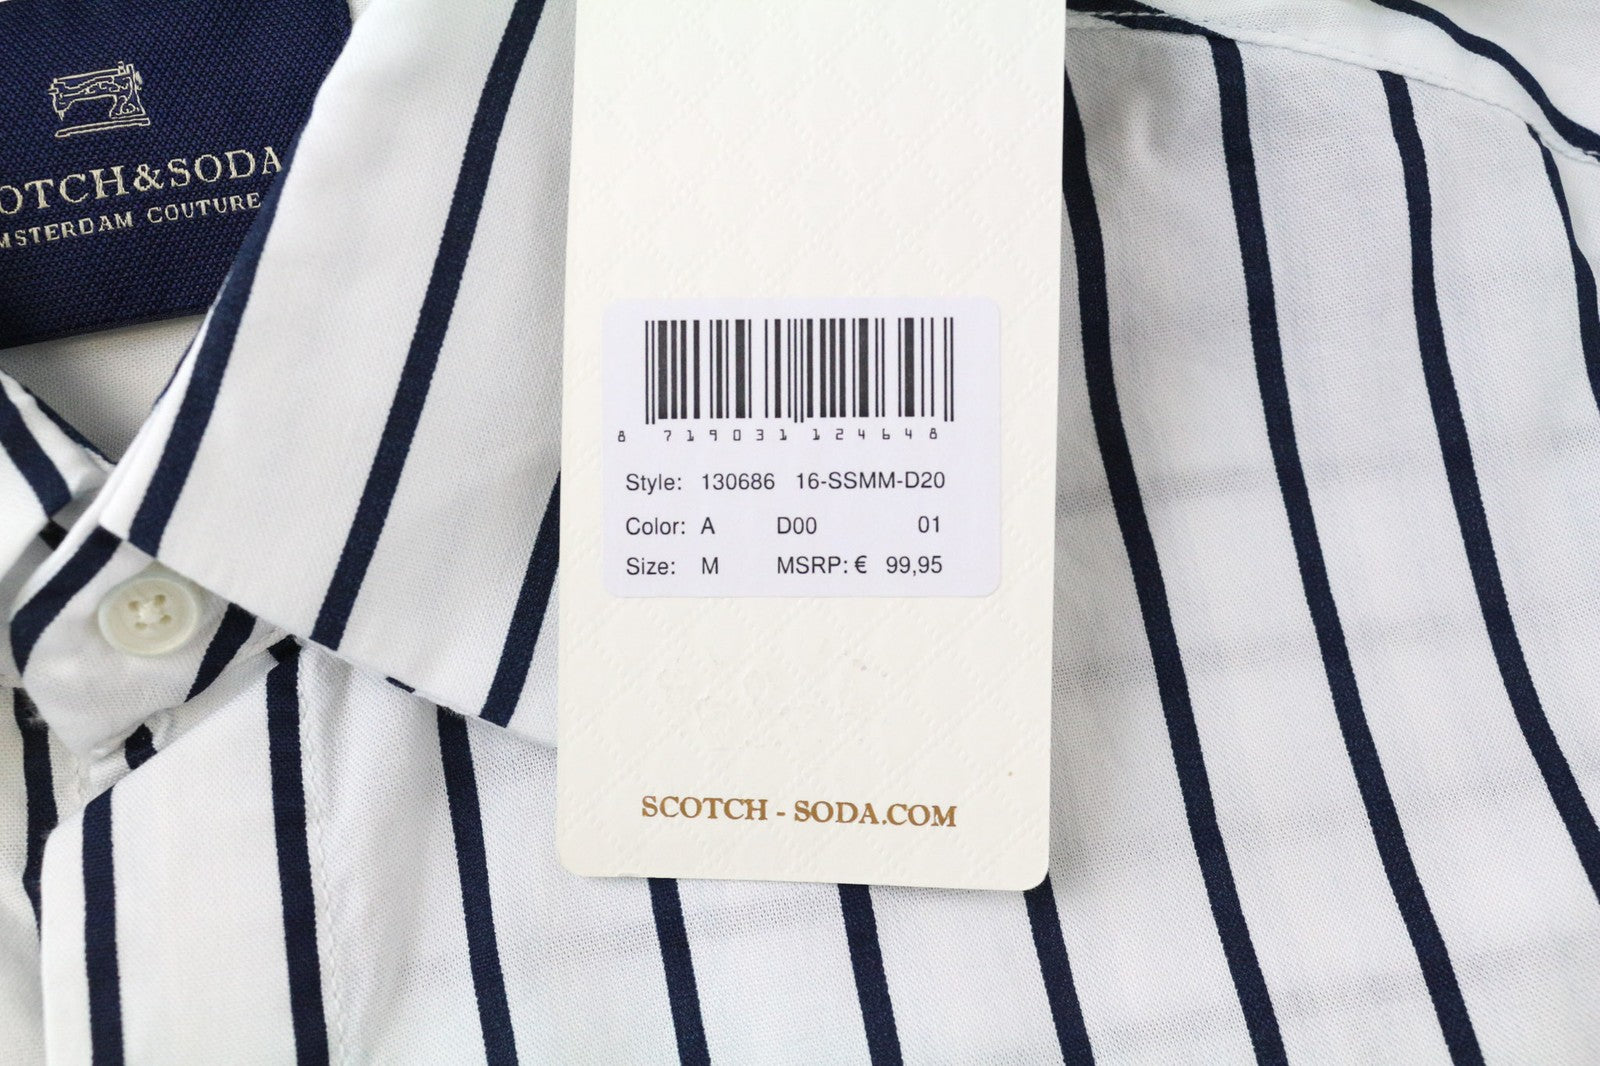 OTCH&SODA
MSTERDAM COUTURE
8 719031 124648
Style: 130686 16-SSMM-D20
Color: A D00 01
Size: M MSRP: € 99,95
SCOTCH - SODA.COM